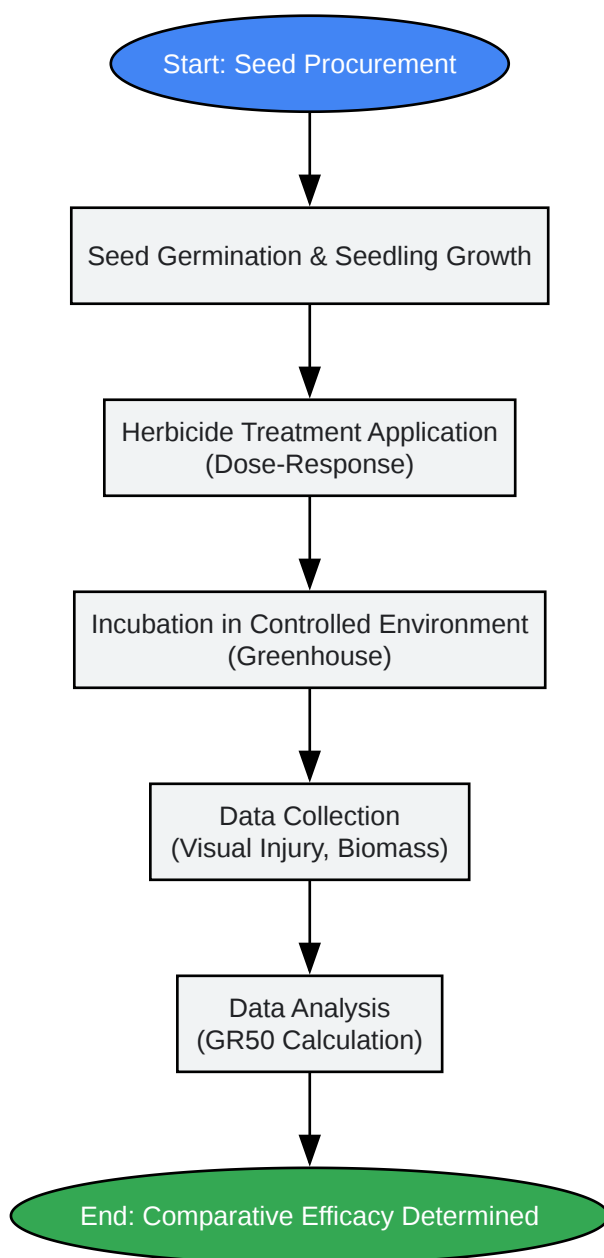 Start: Seed Procurement
Seed Germination & Seedling Growth
Herbicide Treatment Application
(Dose-Response)
Incubation in Controlled Environment
(Greenhouse)
Data Collection
(Visual Injury, Biomass)
Data Analysis
(GR50 Calculation)
End: Comparative Efficacy Determined